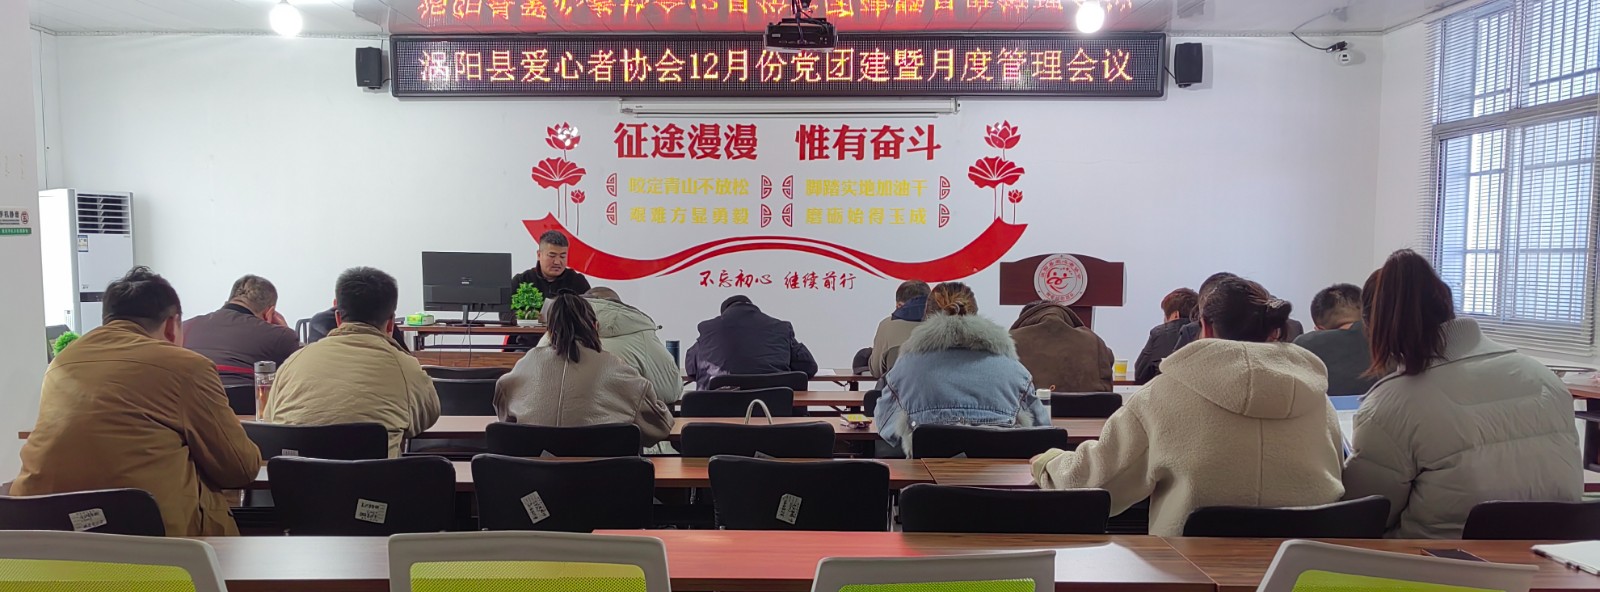 涡阳县爱心者协会12月份党团建暨月度管理会议
征途漫漫 惟有奋斗
咬定青山不放松 脚踏实地加油干
艰难方显勇毅 磨砺始得玉成
不忘初心 继续前行